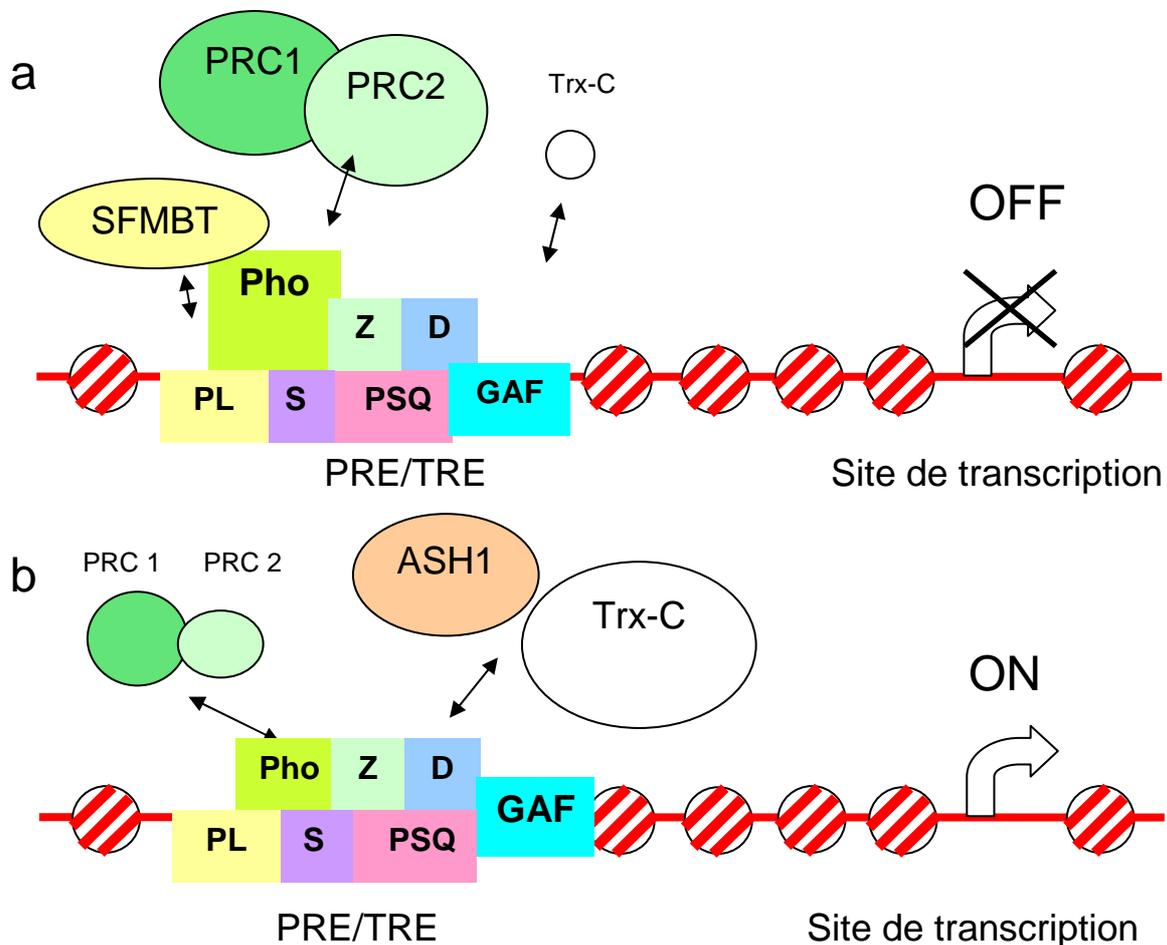 a
PRC1
PRC2
Trx-C
SFMBT
OFF
Pho
Z
D
PL
S
PSQ
GAF
PRE/TRE
Site de transcription
b
PRC 1
PRC 2
ASH1
Trx-C
ON
Pho
Z
D
GAF
PL
S
PSQ
PRE/TRE
Site de transcription